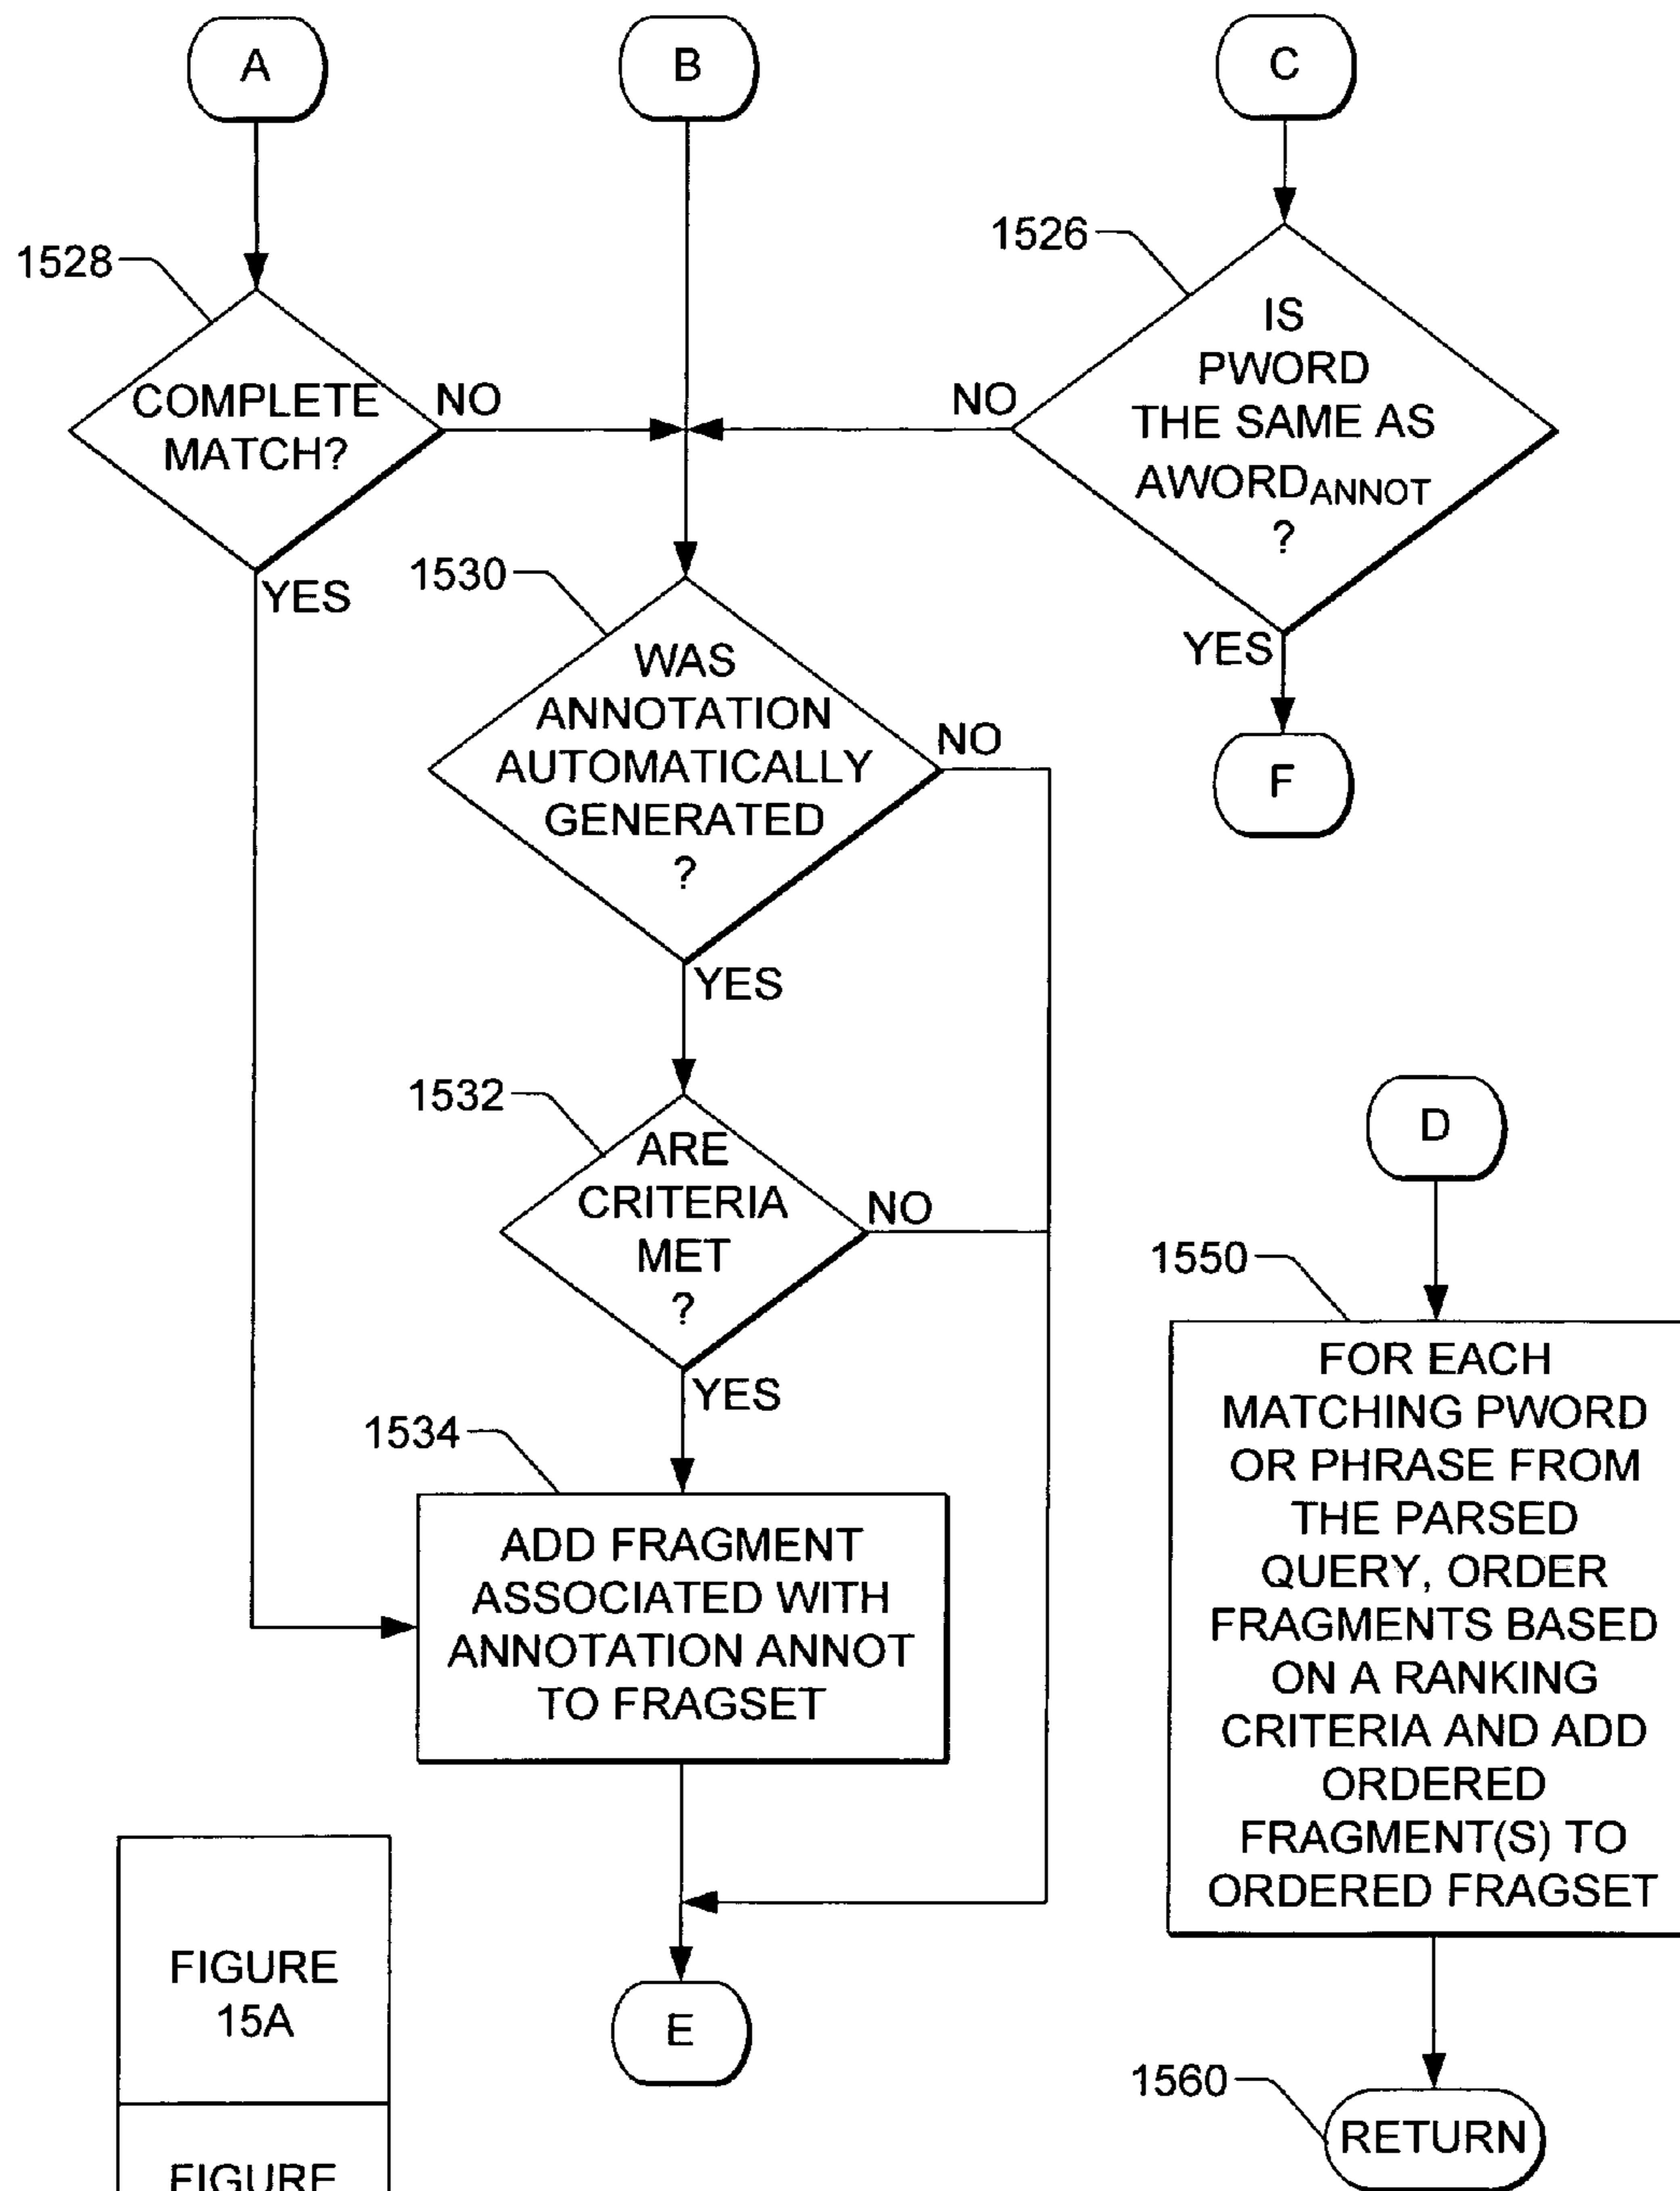 A
B
C
1528
1526
COMPLETE
MATCH?
NO
YES
IS
PWORD
THE SAME AS
AWORDANNOT
?
NO
YES
F
1530
WAS
ANNOTATION
AUTOMATICALLY
GENERATED
?
NO
YES
1532
ARE
CRITERIA
MET
?
NO
YES
1534
ADD FRAGMENT
ASSOCIATED WITH
ANNOTATION ANNOT
TO FRAGSET
E
D
1550
FOR EACH
MATCHING PWORD
OR PHRASE FROM
THE PARSED
QUERY, ORDER
FRAGMENTS BASED
ON A RANKING
CRITERIA AND ADD
ORDERED
FRAGMENT(S) TO
ORDERED FRAGSET
1560
RETURN
FIGURE
15A
FIGURE